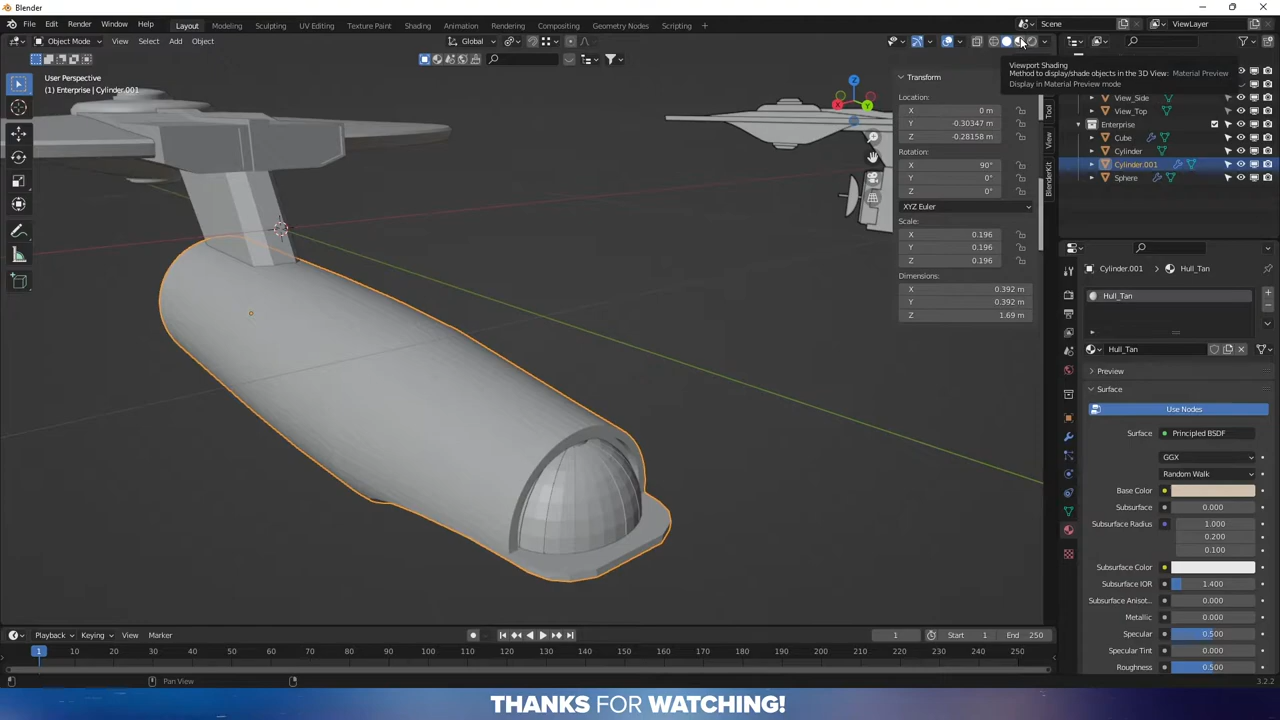 Blender
File Edit Render Window Help Layout Modeling Sculpting UV Editing Texture Paint Shading Animation Rendering Compositing Geometry Nodes Scripting + Scene ViewLayer
Object Mode View Select Add Object Global
User Perspective
(1) Enterprise | Cylinder.001
Viewport Shading
Method to display/shade objects in the 3D View: Material Preview
Display in Material Preview mode
Transform
Location:
X 0 m
Y -0.30347 m
Z -0.28158 m
Rotation:
X 90°
Y 0°
Z 0°
XYZ Euler
Scale:
X 0.196
Y 0.196
Z 0.196
Dimensions:
X 0.392 m
Y 0.392 m
Z 1.69 m
Tool
View
BlenderKit
View_Side
View_Top
Enterprise
Cube
Cylinder
Cylinder.001
Sphere
Cylinder.001 Hull_Tan
Hull_Tan
Hull_Tan
Preview
Surface
Use Nodes
Surface Principled BSDF
GGX
Random Walk
Base Color
Subsurface 0.000
Subsurface Radius 1.000
0.200
0.100
Subsurface Color
Subsurface IOR 1.400
Subsurface Anisot... 0.000
Metallic 0.000
Specular 0.500
Specular Tint 0.000
Roughness 0.500
Playback Keying View Marker 1 Start 1 End 250
1 10 20 30 40 50 60 70 80 90 100 110 120 130 140 150 160 170 180 190 200 210 220 230 240 250
Pan View
3.2.2
THANKS FOR WATCHING!